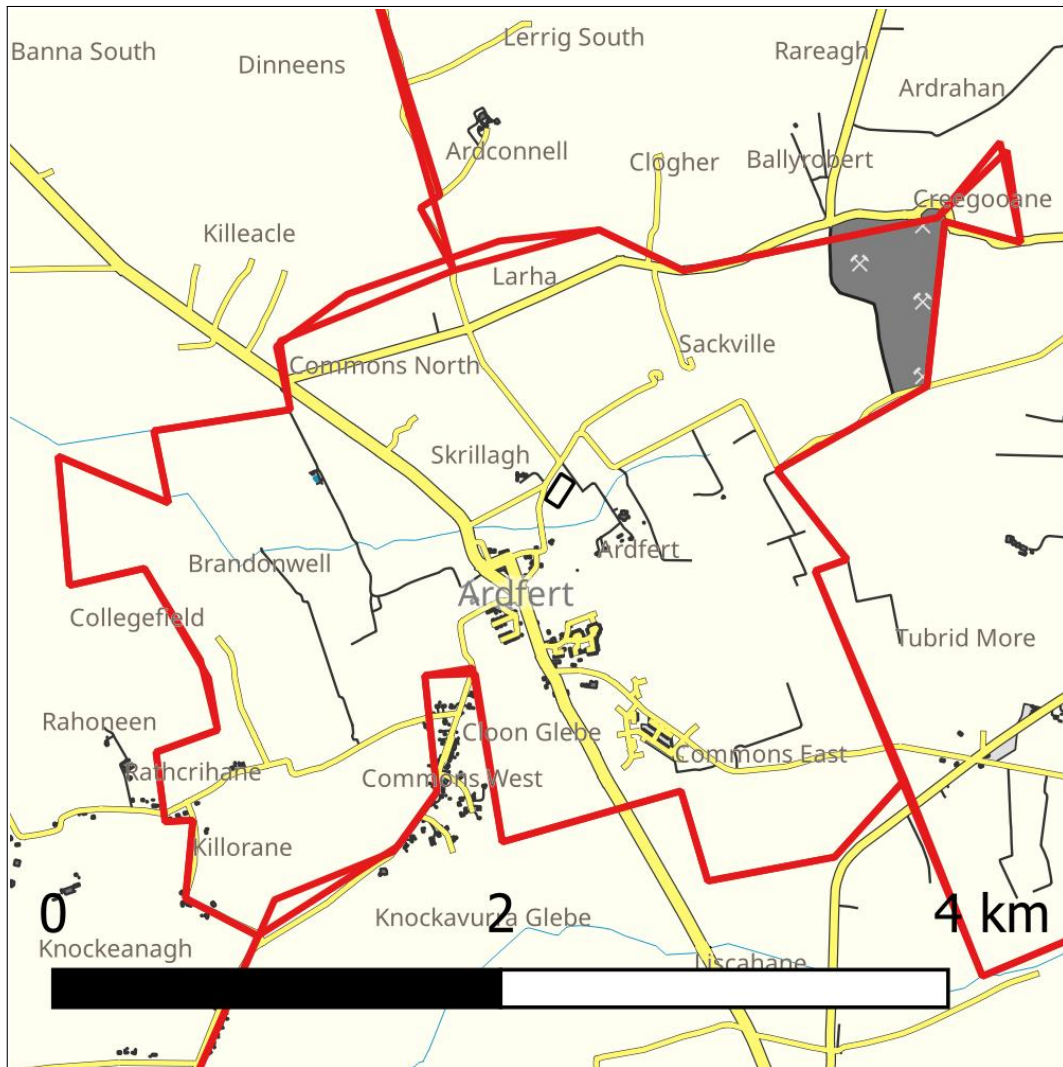 Lerrig South
Banna South
Rareagh
Dinneens
Ardrahan
Ardconnell
Clogher
Ballyrobert
Creegooane
Killeacle
Larha
Sackville
Commons North
Skrillagh
Ardfert
Brandonwell
Ardfert
Collegefield
Tubrid More
Rahoneen
Cloon Glebe
Commons East
Rathcrihane
Commons West
Killorane
Knockavurra Glebe
0 2 4 km
Knockeanagh
Liscahane